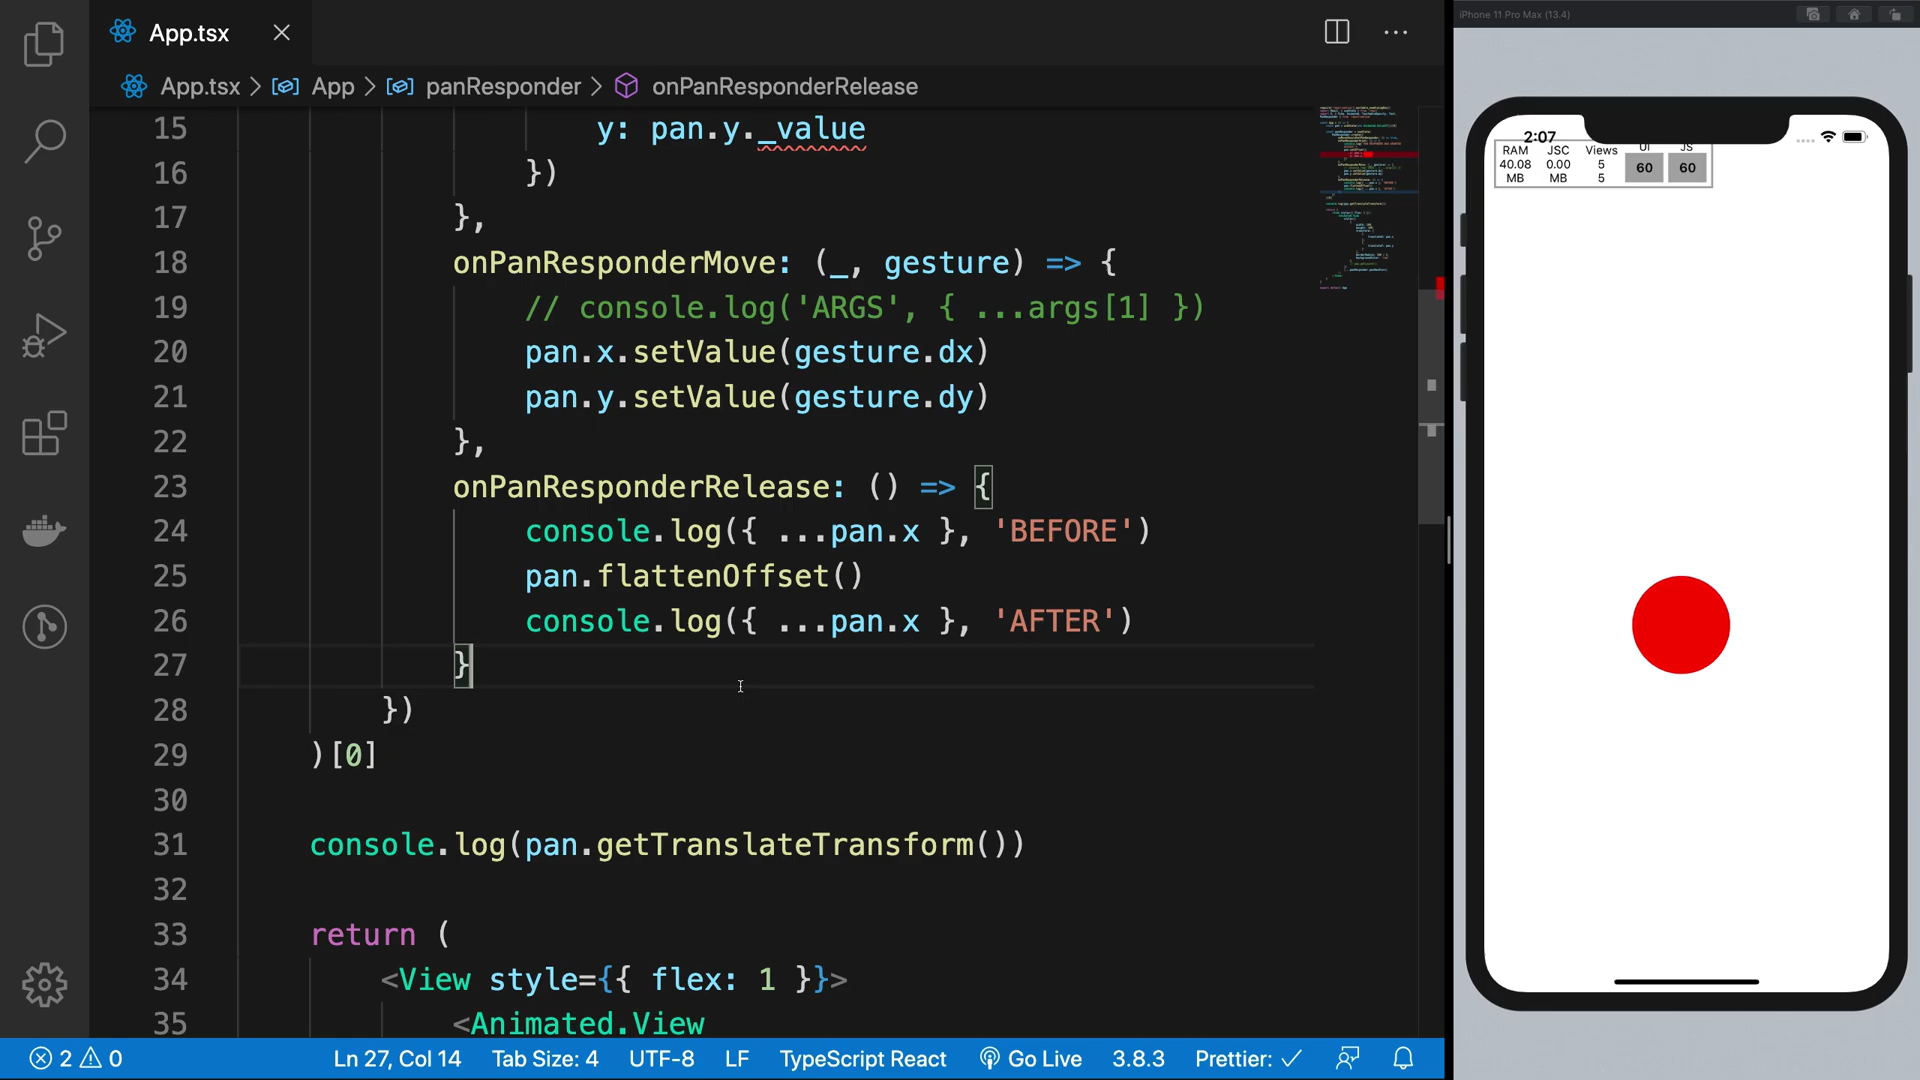 App.tsx
App.tsx > App > panResponder > onPanResponderRelease
15 y: pan.y._value
16 })
17 },
18 onPanResponderMove: (_, gesture) => {
19 // console.log('ARGS', { ...args[1] })
20 pan.x.setValue(gesture.dx)
21 pan.y.setValue(gesture.dy)
22 },
23 onPanResponderRelease: () => {
24 console.log({ ...pan.x }, 'BEFORE')
25 pan.flattenOffset()
26 console.log({ ...pan.x }, 'AFTER')
27 }
28 })
29 )[0]
30
31 console.log(pan.getTranslateTransform())
32
33 return (
34 <View style={{ flex: 1 }}>
35 <Animated.View
2 0 Ln 27, Col 14 Tab Size: 4 UTF-8 LF TypeScript React Go Live 3.8.3 Prettier: ✓
iPhone 11 Pro Max (13.4)
2:07
RAM JSC Views UI JS
40.08 0.00 5 60 60
MB MB 5